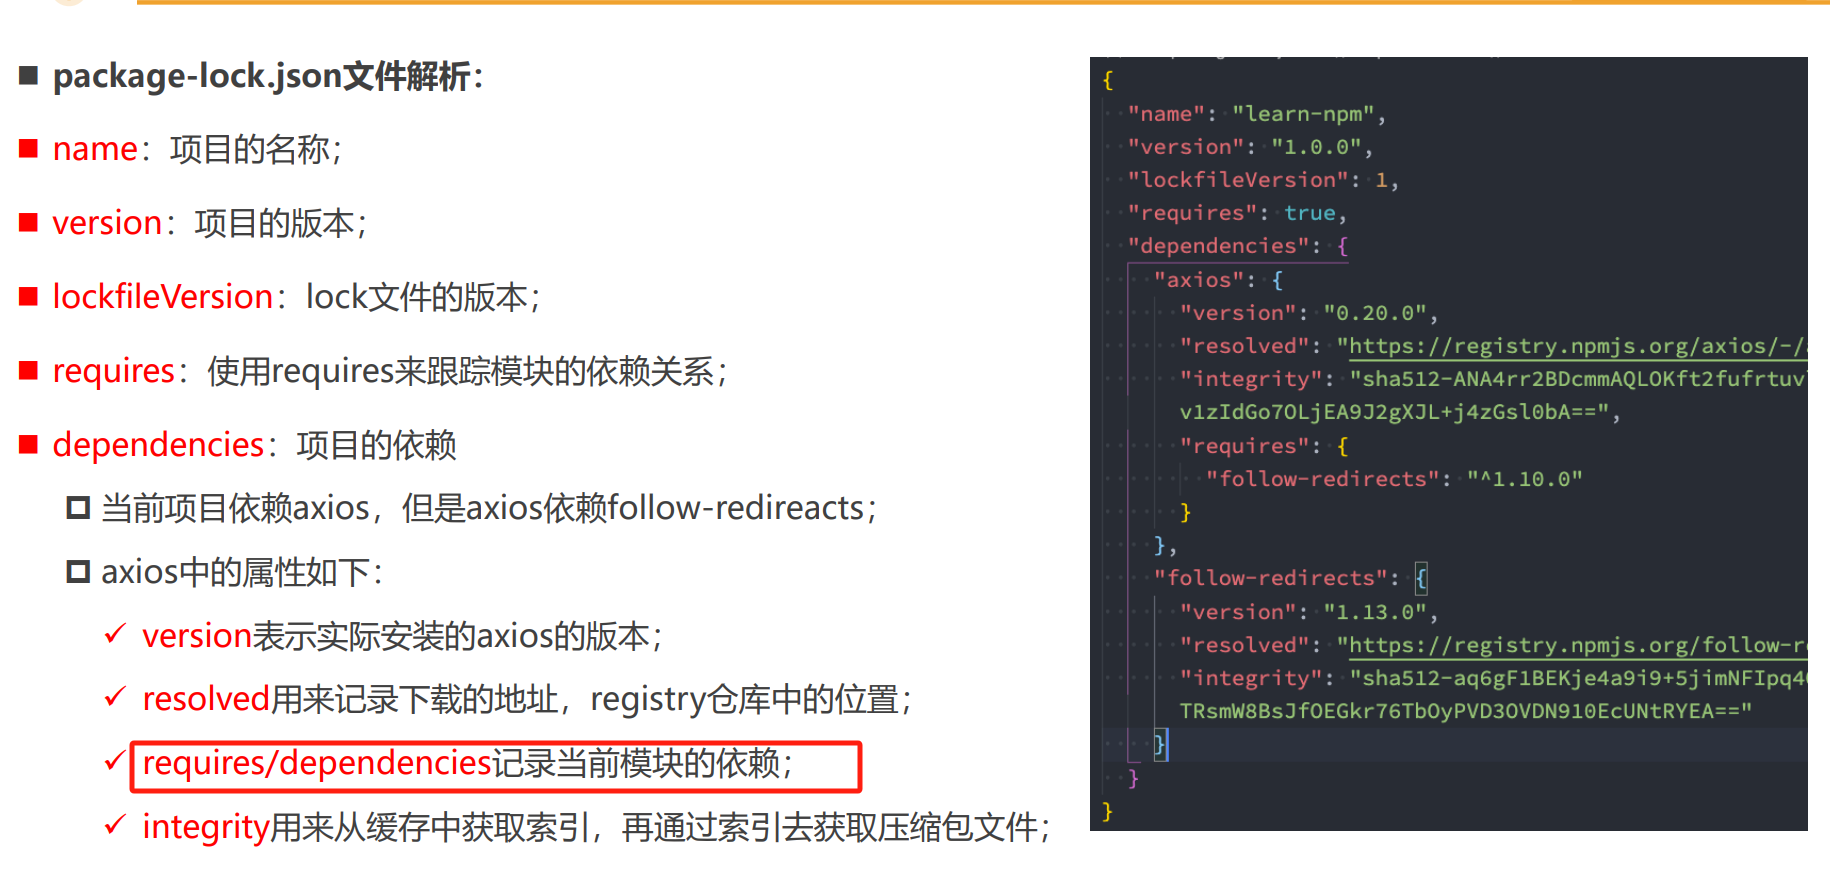 package-lock.json文件解析：
name：项目的名称；
version：项目的版本；
lockfileVersion：lock文件的版本；
requires：使用requires来跟踪模块的依赖关系；
dependencies：项目的依赖
当前项目依赖axios，但是axios依赖follow-redireacts；
axios中的属性如下：
version表示实际安装的axios的版本；
resolved用来记录下载的地址，registry仓库中的位置；
requires/dependencies记录当前模块的依赖；
integrity用来从缓存中获取索引，再通过索引去获取压缩包文件；
{
"name": "learn-npm",
"version": "1.0.0",
"lockfileVersion": 1,
"requires": true,
"dependencies": {
"axios": {
"version": "0.20.0",
"resolved": "https://registry.npmjs.org/axios/-/
"integrity": "sha512-ANA4rr2BDcmmAQLOKft2fufrtuv
v1zIdGo7OLjEA9J2gXJL+j4zGsl0bA==",
"requires": {
"follow-redirects": "^1.10.0"
}
},
"follow-redirects": {
"version": "1.13.0",
"resolved": "https://registry.npmjs.org/follow-r
"integrity": "sha512-aq6gF1BEKje4a9i9+5jimNFIpq4
TRsmW8BsJfOEGkr76TbOyPVD3OVDN910EcUNtRYEA=="
}
}
}